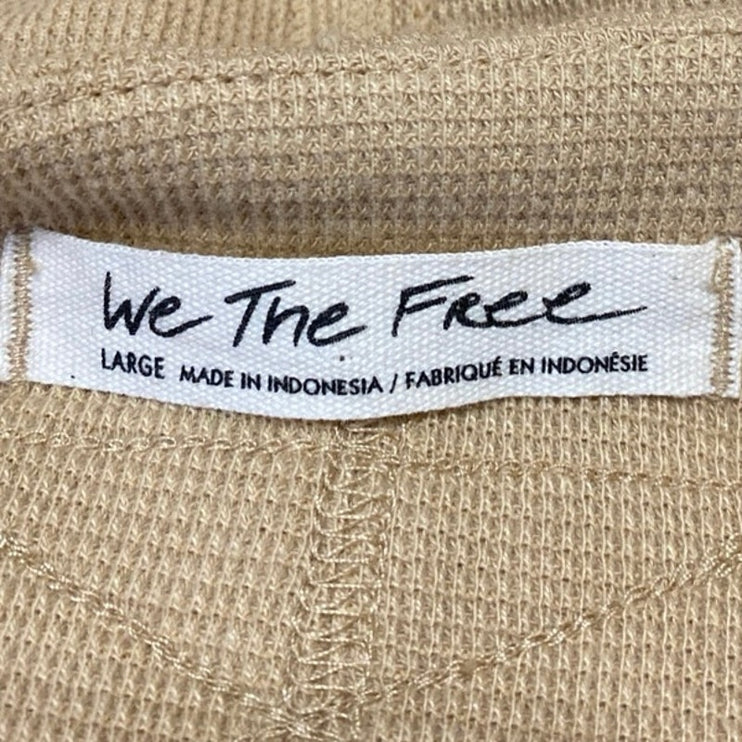 We The Free
LARGE MADE IN INDONESIA / FABRIQUÉ EN INDONÉSIE